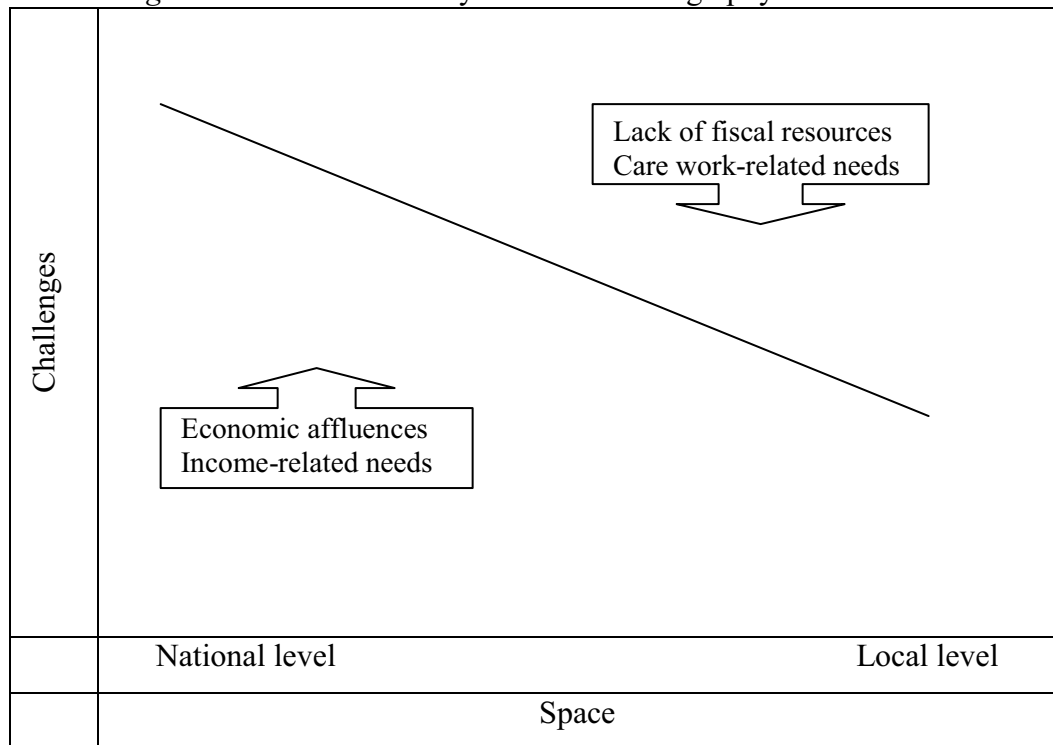 Lack of fiscal resources
Care work-related needs
Challenges
Economic affluences
Income-related needs
National level
Local level
Space